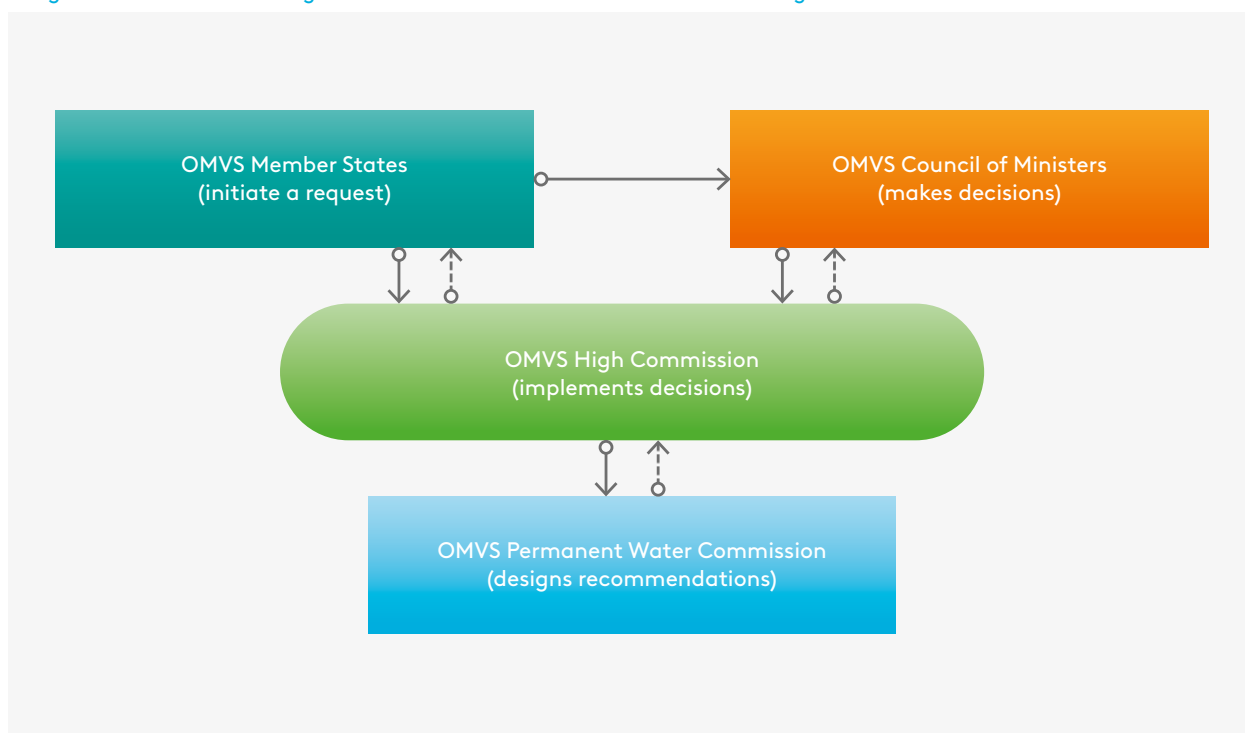 OMVS Member States
(initiate a request)
OMVS Council of Ministers
(makes decisions)
OMVS High Commission
(implements decisions)
OMVS Permanent Water Commission
(designs recommendations)